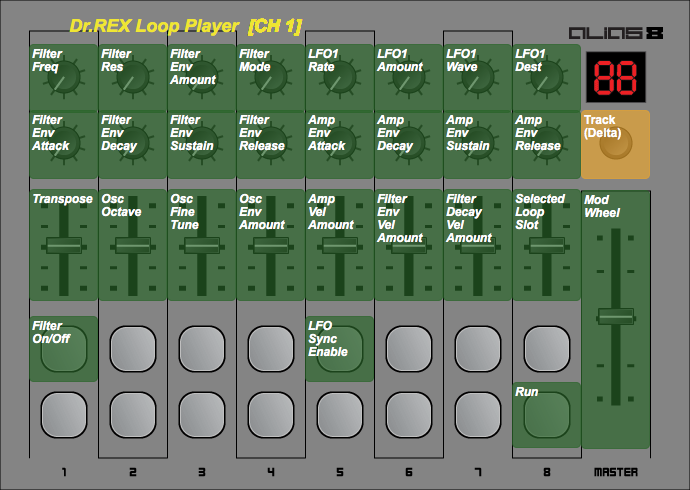 Dr.REX Loop Player [CH 1]
ALIAS 8
Filter
Freq
Filter
Res
Filter
Env
Amount
Filter
Mode
LFO1
Rate
LFO1
Amount
LFO1
Wave
LFO1
Dest
88
Filter
Env
Attack
Filter
Env
Decay
Filter
Env
Sustain
Filter
Env
Release
Amp
Env
Attack
Amp
Env
Decay
Amp
Env
Sustain
Amp
Env
Release
Track
(Delta)
Transpose
Osc
Octave
Osc
Fine
Tune
Osc
Env
Amount
Amp
Vel
Amount
Filter
Env
Vel
Amount
Filter
Decay
Vel
Amount
Selected
Loop
Slot
Mod
Wheel
Filter
On/Off
LFO
Sync
Enable
Run
1 2 3 4 5 6 7 8 MASTER